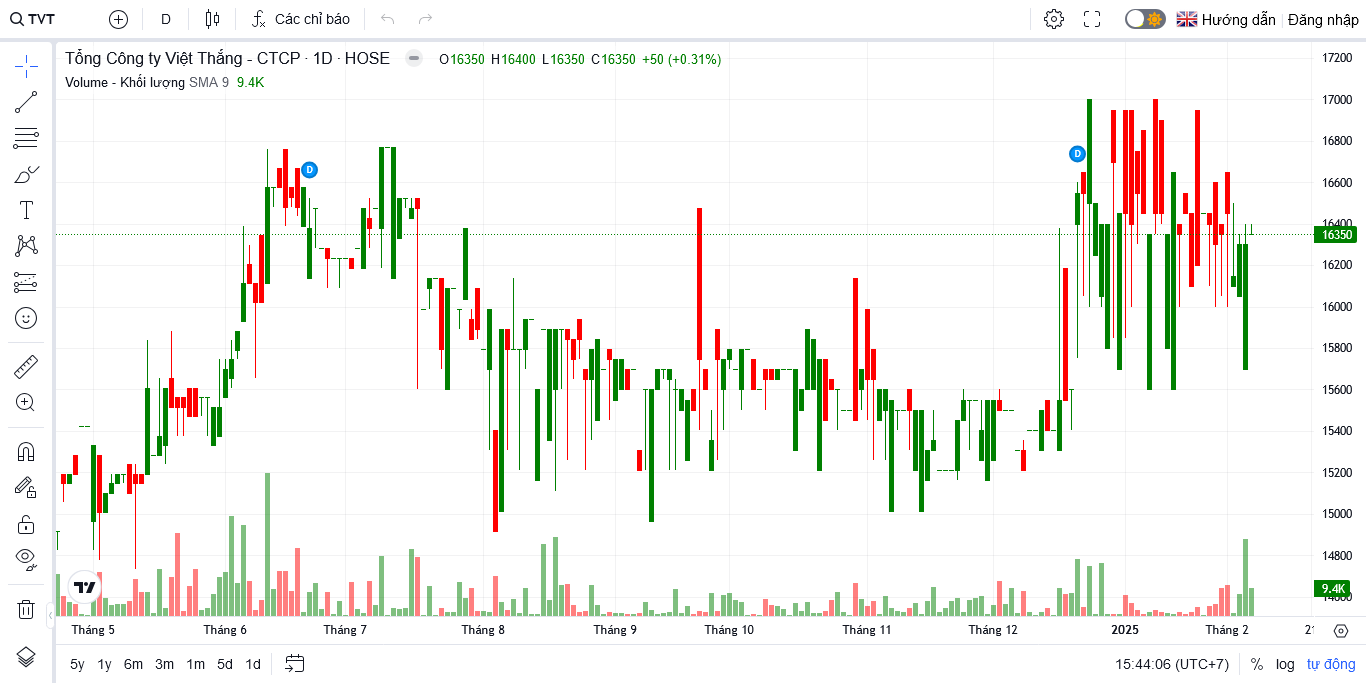 TVT D Các chỉ báo Hướng dẫn Đăng nhập
Tổng Công ty Việt Thắng - CTCP · 1D · HOSE O16350 H16400 L16350 C16350 +50 (+0.31%)
Volume - Khối lượng SMA 9 9.4K
D
D
17200
17000
16800
16600
16400
16350
16200
16000
15800
15600
15400
15200
15000
14800
9.4K
14600
Tháng 5 Tháng 6 Tháng 7 Tháng 8 Tháng 9 Tháng 10 Tháng 11 Tháng 12 2025 Tháng 2
5y 1y 6m 3m 1m 5d 1d 15:44:06 (UTC+7) % log tự động